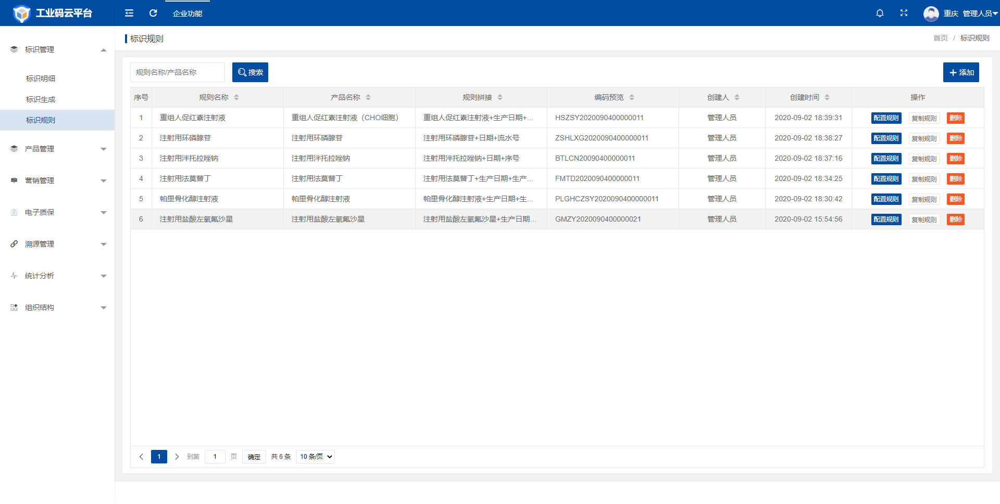 工业码云平台
企业功能
重庆 管理人员
标识管理
标识明细
标识生成
标识规则
产品管理
营销管理
电子质保
溯源管理
统计分析
组织结构
标识规则
首页 / 标识规则
规则名称/产品名称 搜索 添加
序号 规则名称 产品名称 规则拼接 编码预览 创建人 创建时间 操作
1 重组人促红素注射液 重组人促红素注射液（CHO细胞） 重组人促红素注射液+生产日期+... HSZSY2020090400000011 管理人员 2020-09-02 18:39:31 配置规则 复制规则 删除
2 注射用环磷腺苷 注射用环磷腺苷 注射用环磷腺苷+日期+流水号 ZSHLXG2020090400000011 管理人员 2020-09-02 18:38:27 配置规则 复制规则 删除
3 注射用泮托拉唑钠 注射用泮托拉唑钠 注射用泮托拉唑钠+日期+序号 BTLCN20090400000011 管理人员 2020-09-02 18:37:16 配置规则 复制规则 删除
4 注射用法莫替丁 注射用法莫替丁 注射用法莫替丁+生产日期+生产... FMTD2020090400000011 管理人员 2020-09-02 18:34:25 配置规则 复制规则 删除
5 帕里骨化醇注射液 帕里骨化醇注射液 帕里骨化醇注射液+生产日期+生... PLGHCZSY2020090400000011 管理人员 2020-09-02 18:30:42 配置规则 复制规则 删除
6 注射用盐酸左氧氟沙星 注射用盐酸左氧氟沙星 注射用盐酸左氧氟沙星+生产日期... GMZY2020090400000021 管理人员 2020-09-02 15:54:56 配置规则 复制规则 删除
1 到第 1 页 确定 共 6 条 10 条/页